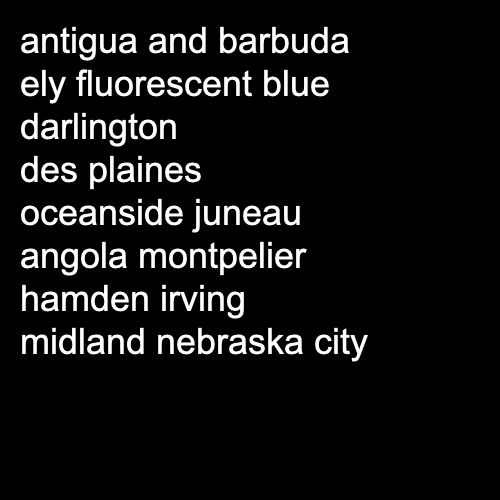 antigua and barbuda
ely fluorescent blue
darlington
des plaines
oceanside juneau
angola montpelier
hamden irving
midland nebraska city